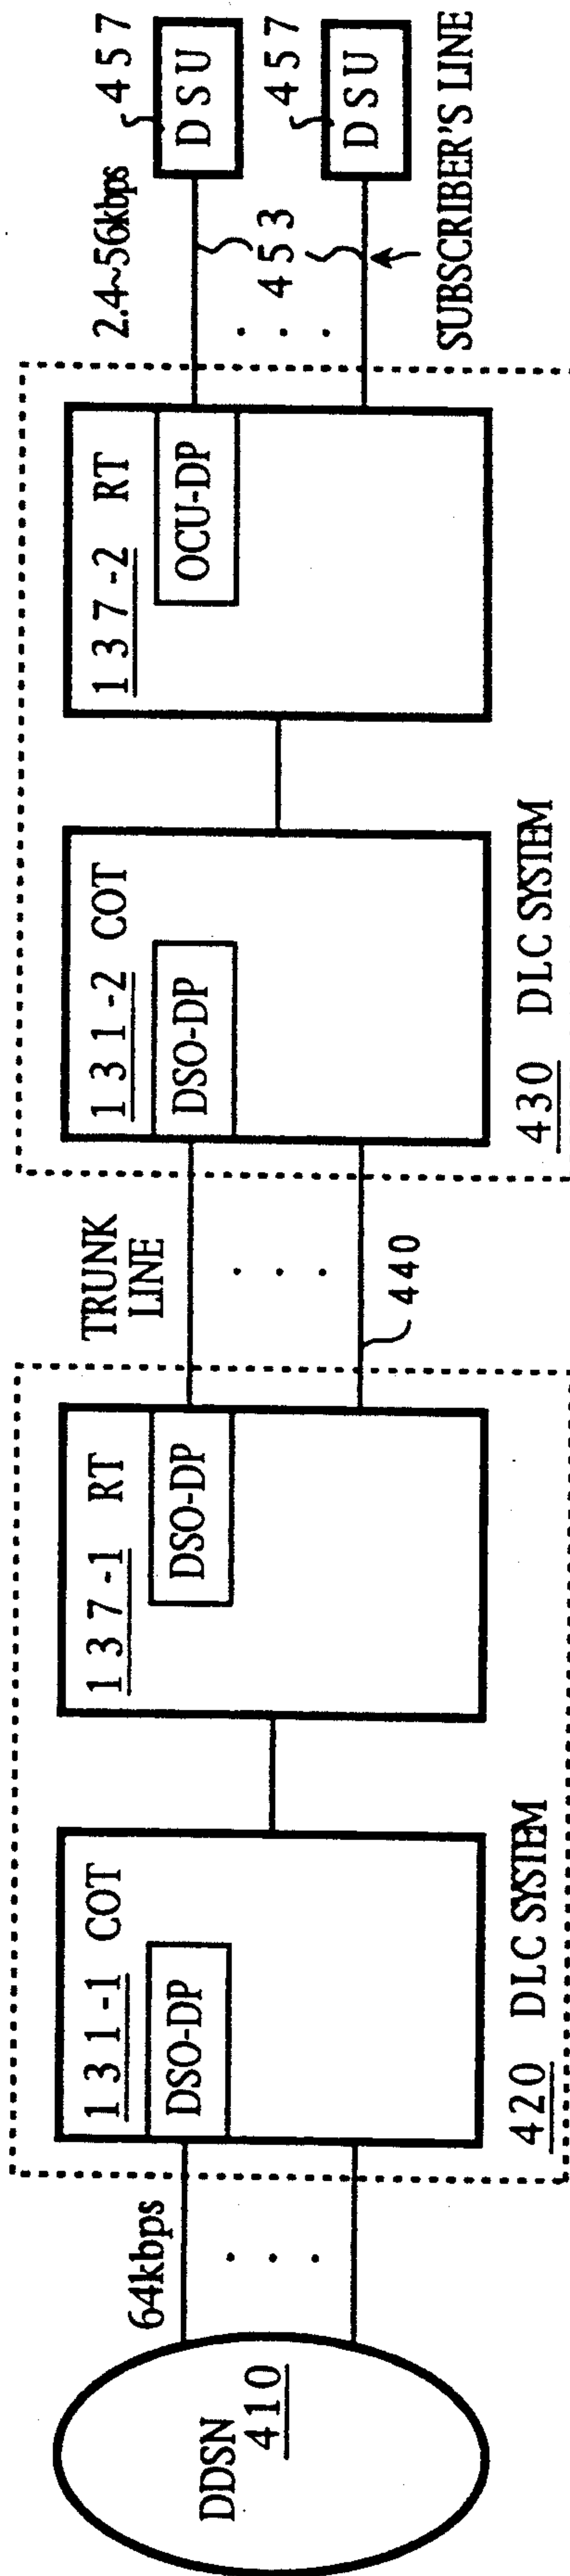 DDSN
410
64kbps
131-1 COT
DSO-DP
420 DLC SYSTEM
137-1 RT
DSO-DP
TRUNK
LINE
440
131-2 COT
DSO-DP
430 DLC SYSTEM
137-2 RT
OCU-DP
2.4~56kbps
453
SUBSCRIBER'S LINE
457
DSU
457
DSU